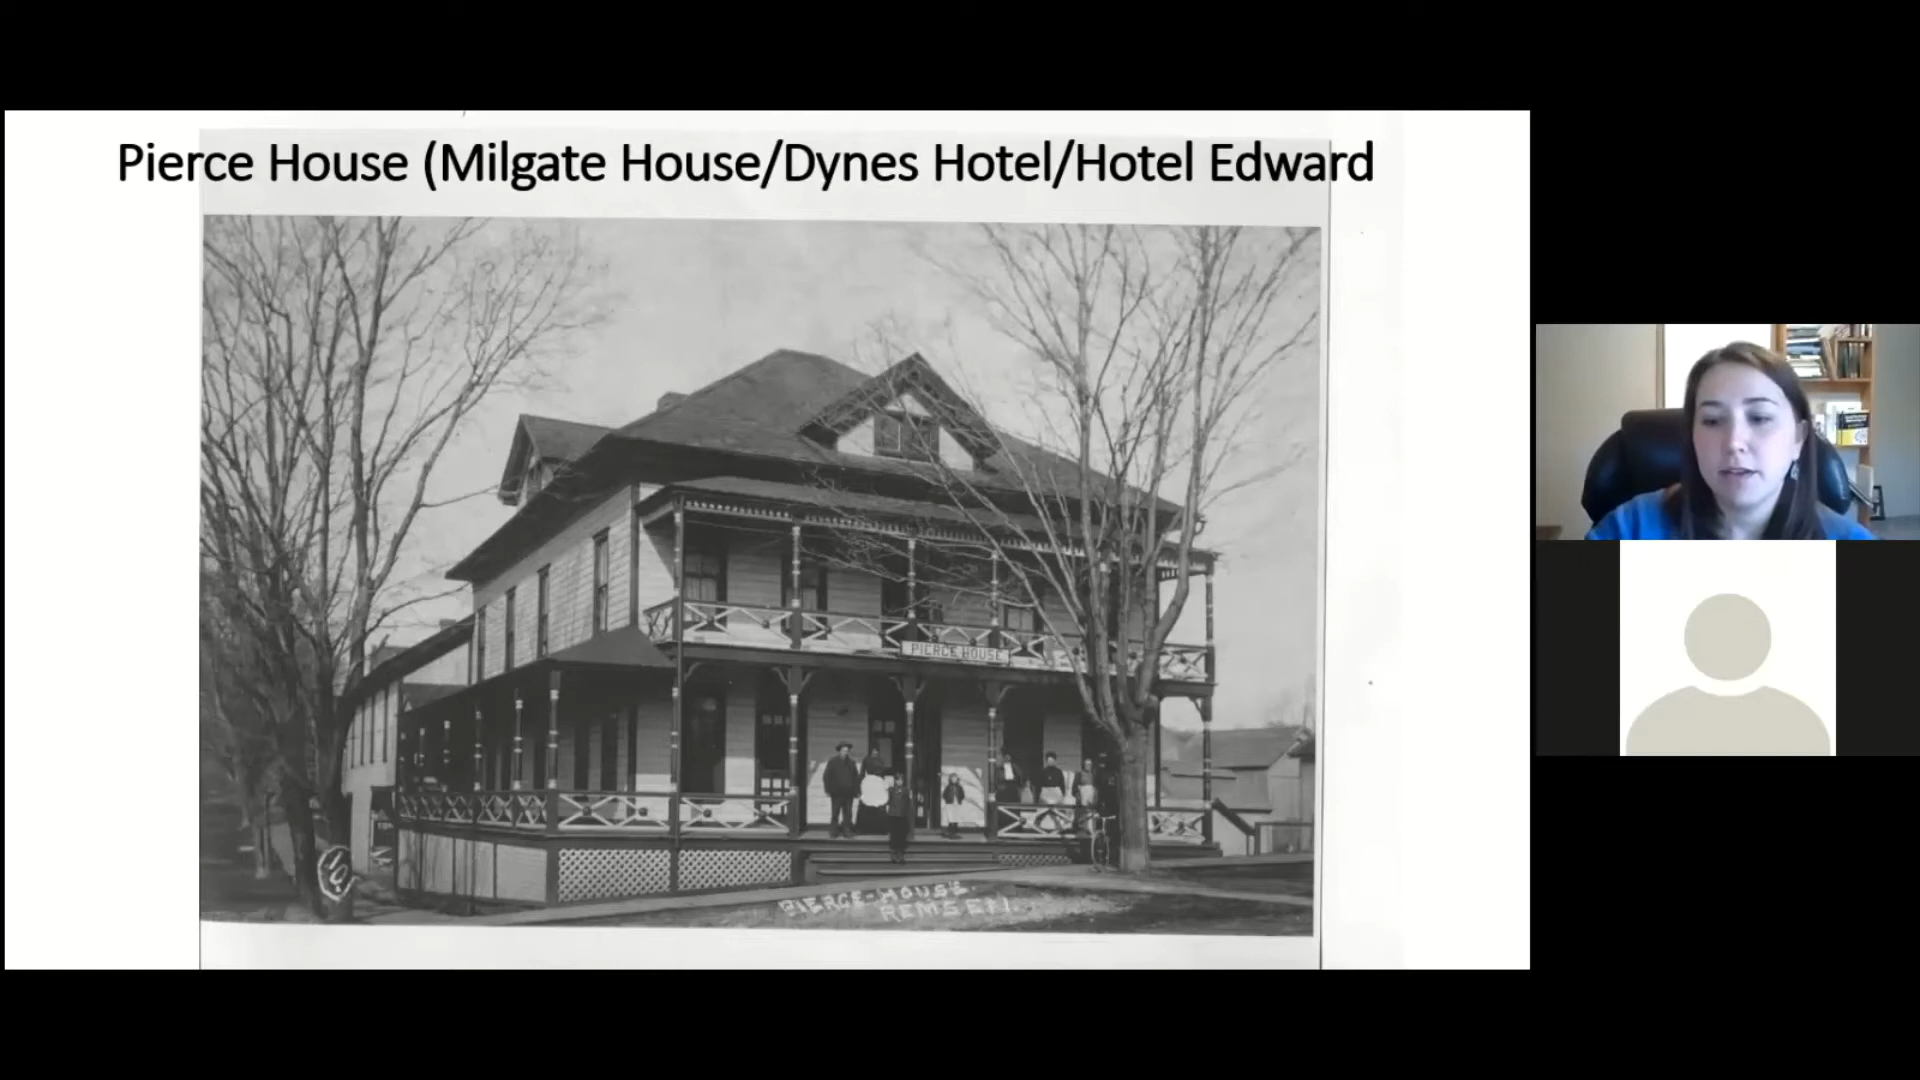 Pierce House (Milgate House/Dynes Hotel/Hotel Edward
PIERCE HOUSE
PIERCE-HOUSE.
REMSEN.